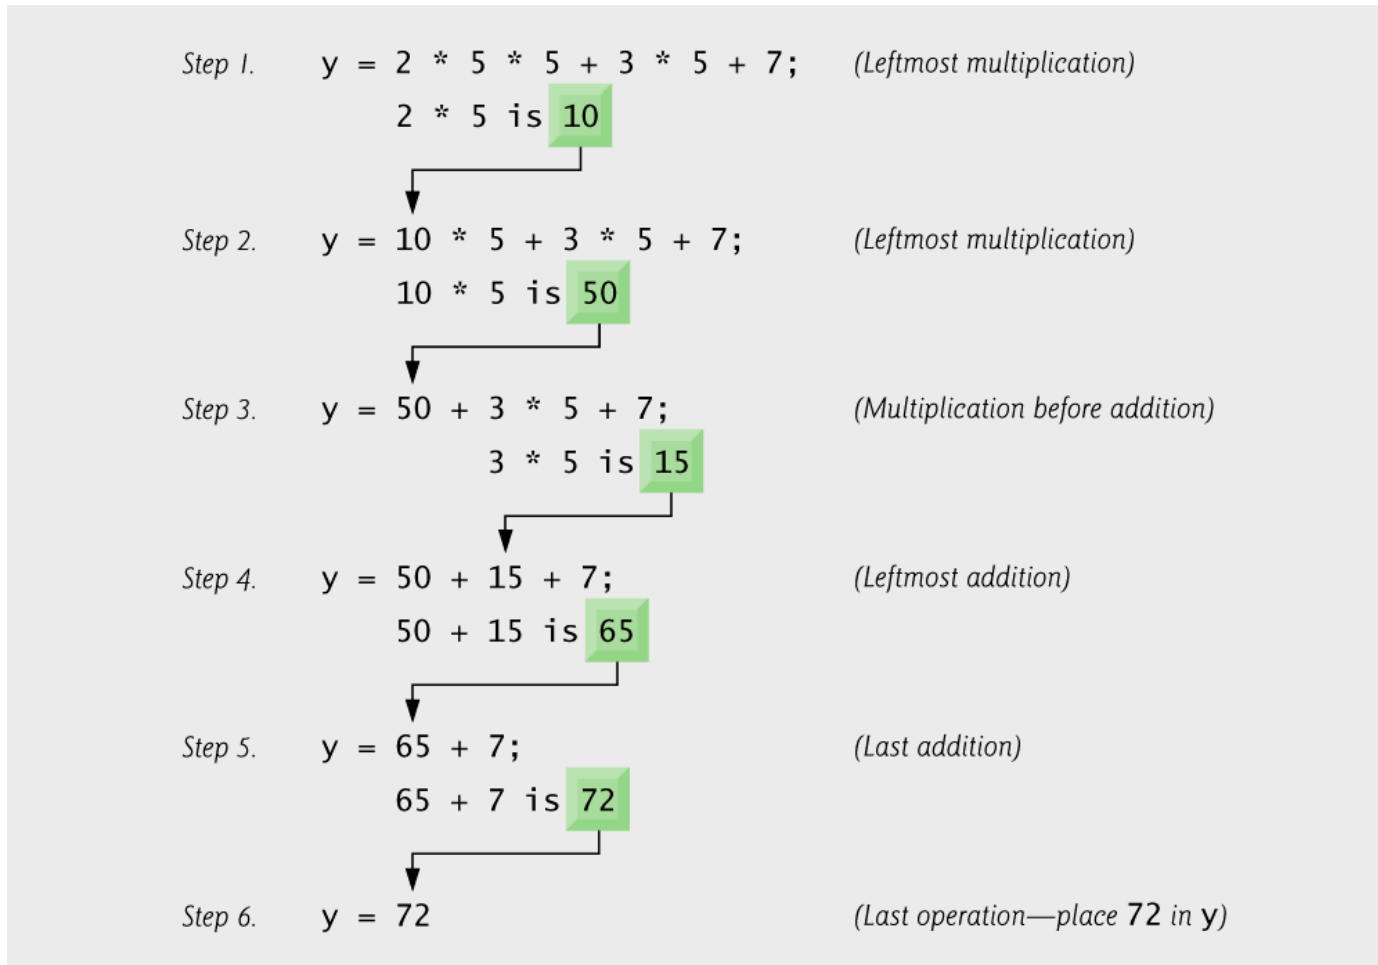 Step 1. y = 2 * 5 * 5 + 3 * 5 + 7; (Leftmost multiplication)
2 * 5 is 10
Step 2. y = 10 * 5 + 3 * 5 + 7; (Leftmost multiplication)
10 * 5 is 50
Step 3. y = 50 + 3 * 5 + 7; (Multiplication before addition)
3 * 5 is 15
Step 4. y = 50 + 15 + 7; (Leftmost addition)
50 + 15 is 65
Step 5. y = 65 + 7; (Last addition)
65 + 7 is 72
Step 6. y = 72 (Last operation—place 72 in y)